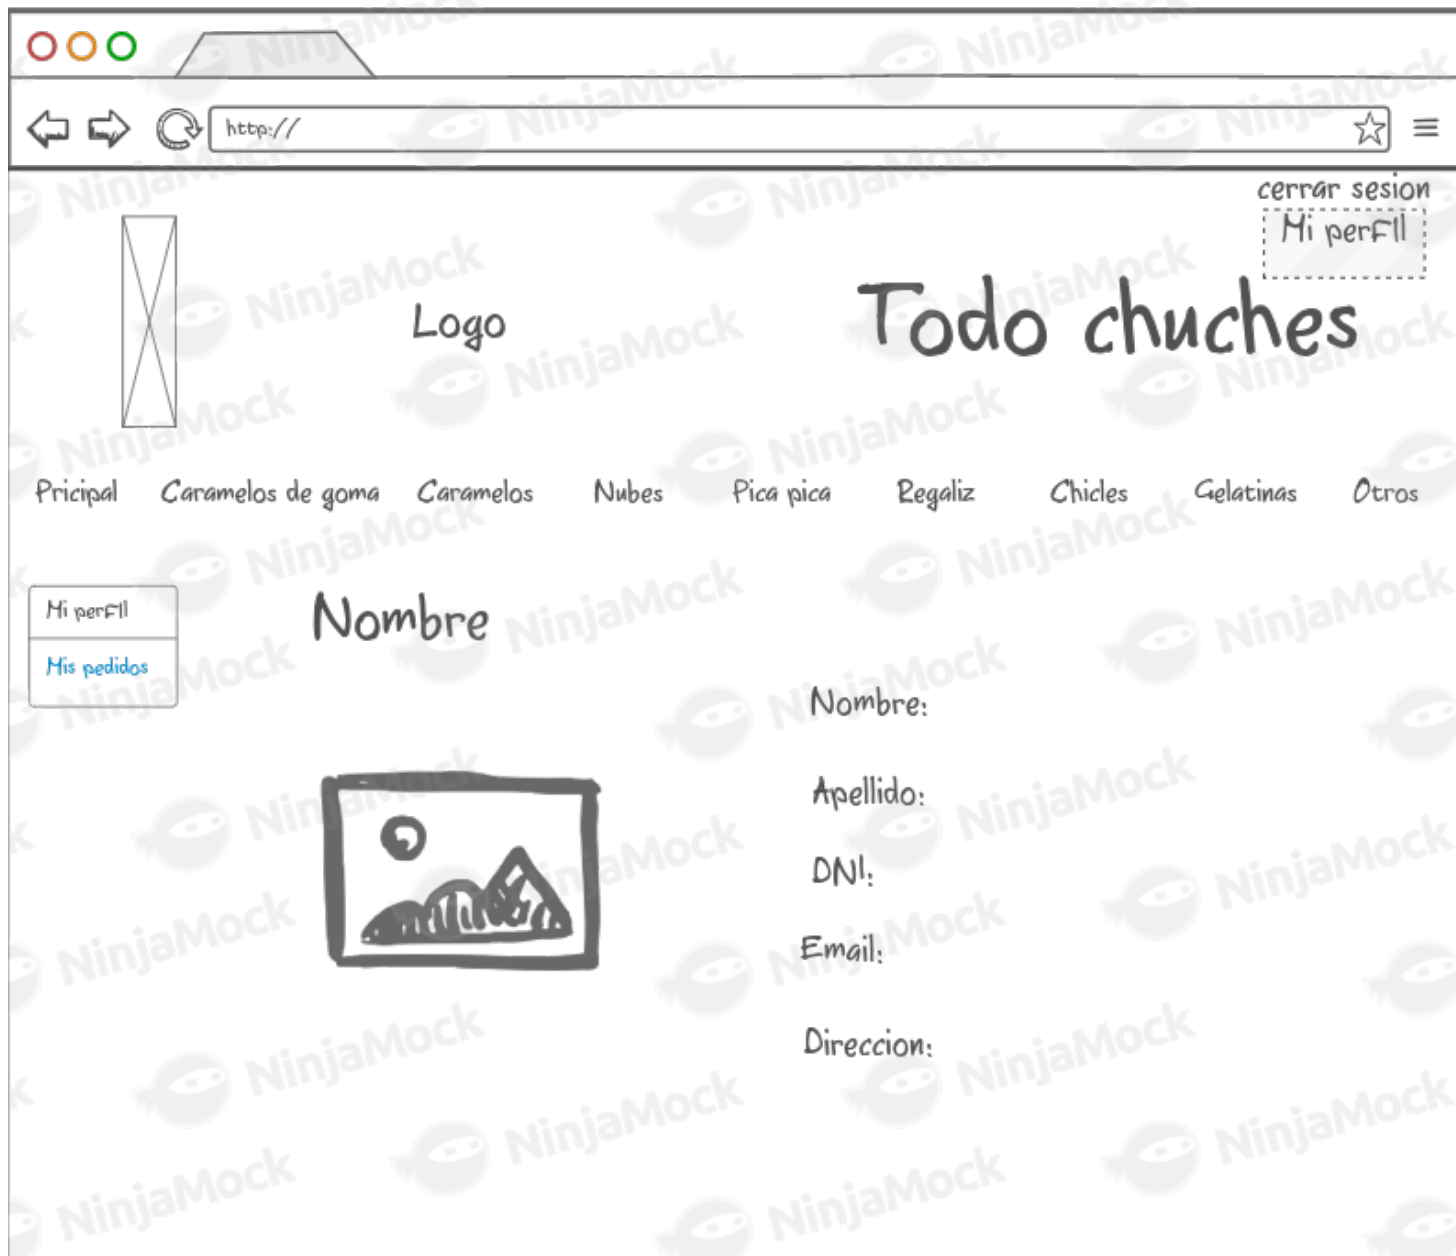 http://
cerrar sesion
Mi perfil
Logo
Todo chuches
Pricipal Caramelos de goma Caramelos Nubes Pica pica Regaliz Chicles Gelatinas Otros
Mi perfil
Mis pedidos
Nombre
Nombre:
Apellido:
DNI:
Email:
Direccion:
NinjaMock